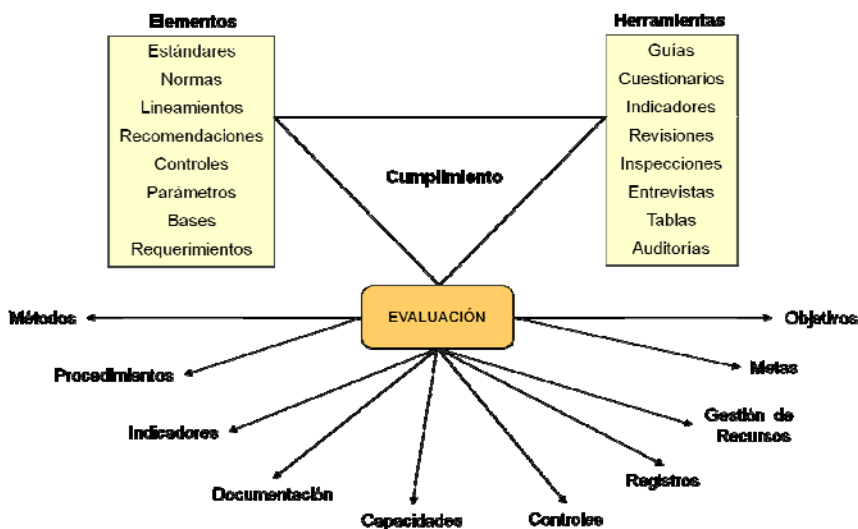 Elementos
Estándares
Normas
Lineamientos
Recomendaciones
Controles
Parámetros
Bases
Requerimientos
Herramientas
Guías
Cuestionarios
Indicadores
Revisiones
Inspecciones
Entrevistas
Tablas
Auditorías
Cumplimiento
EVALUACIÓN
Métodos
Procedimientos
Indicadores
Documentación
Capacidades
Controles
Registros
Gestión de
Recursos
Metas
Objetivos